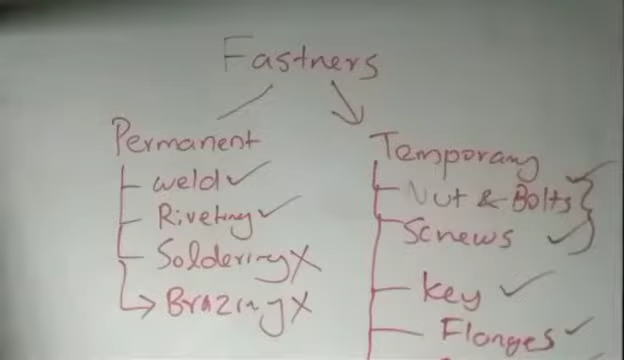 Fastners
Permanent
weld ✓
Riveting ✓
Soldering X
Brazing X
Temporary
Nut & Bolts ✓
Screws ✓
Key ✓
Flanges ✓